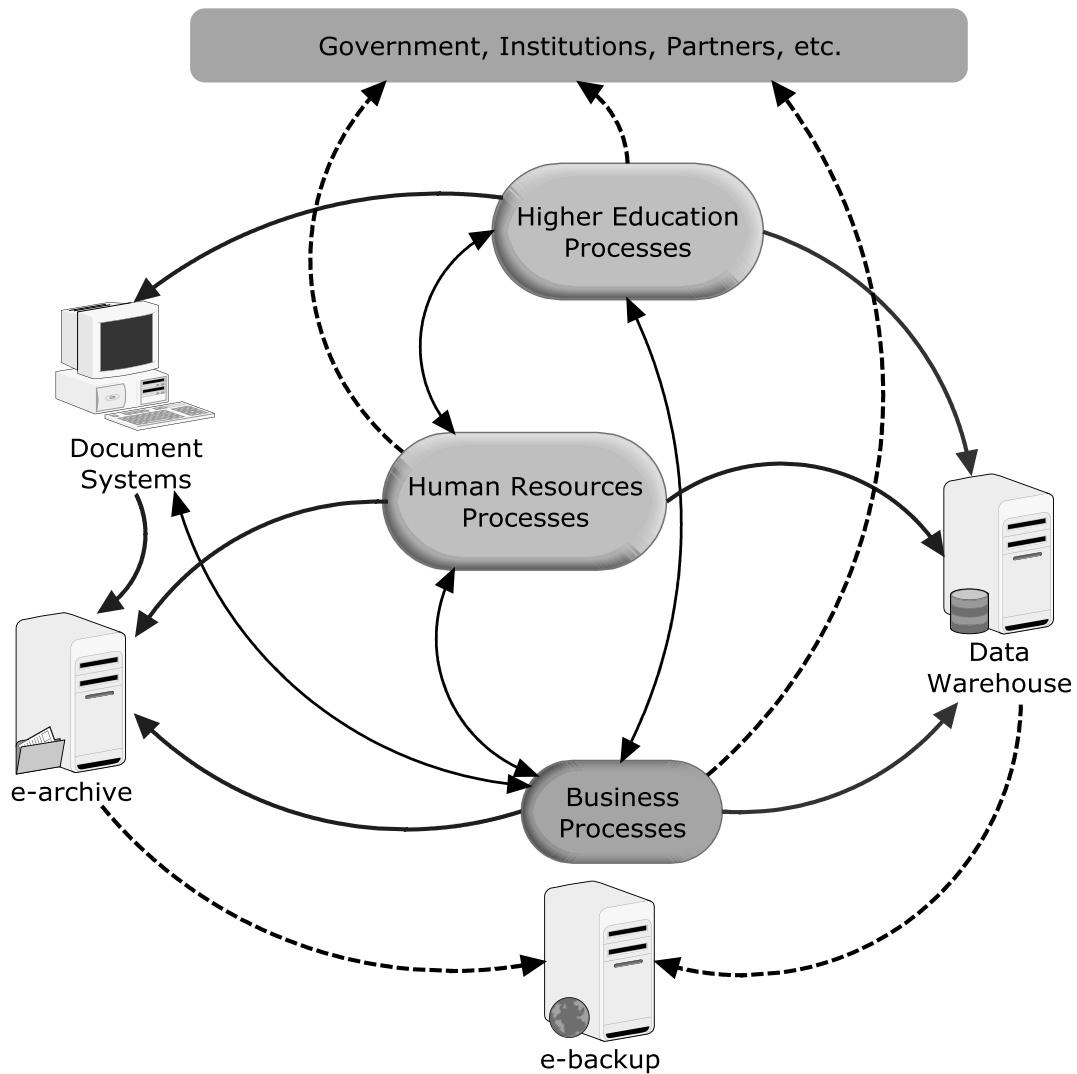 Government, Institutions, Partners, etc.
Higher Education
Processes
Document
Systems
Human Resources
Processes
Data
Warehouse
e-archive
Business
Processes
e-backup